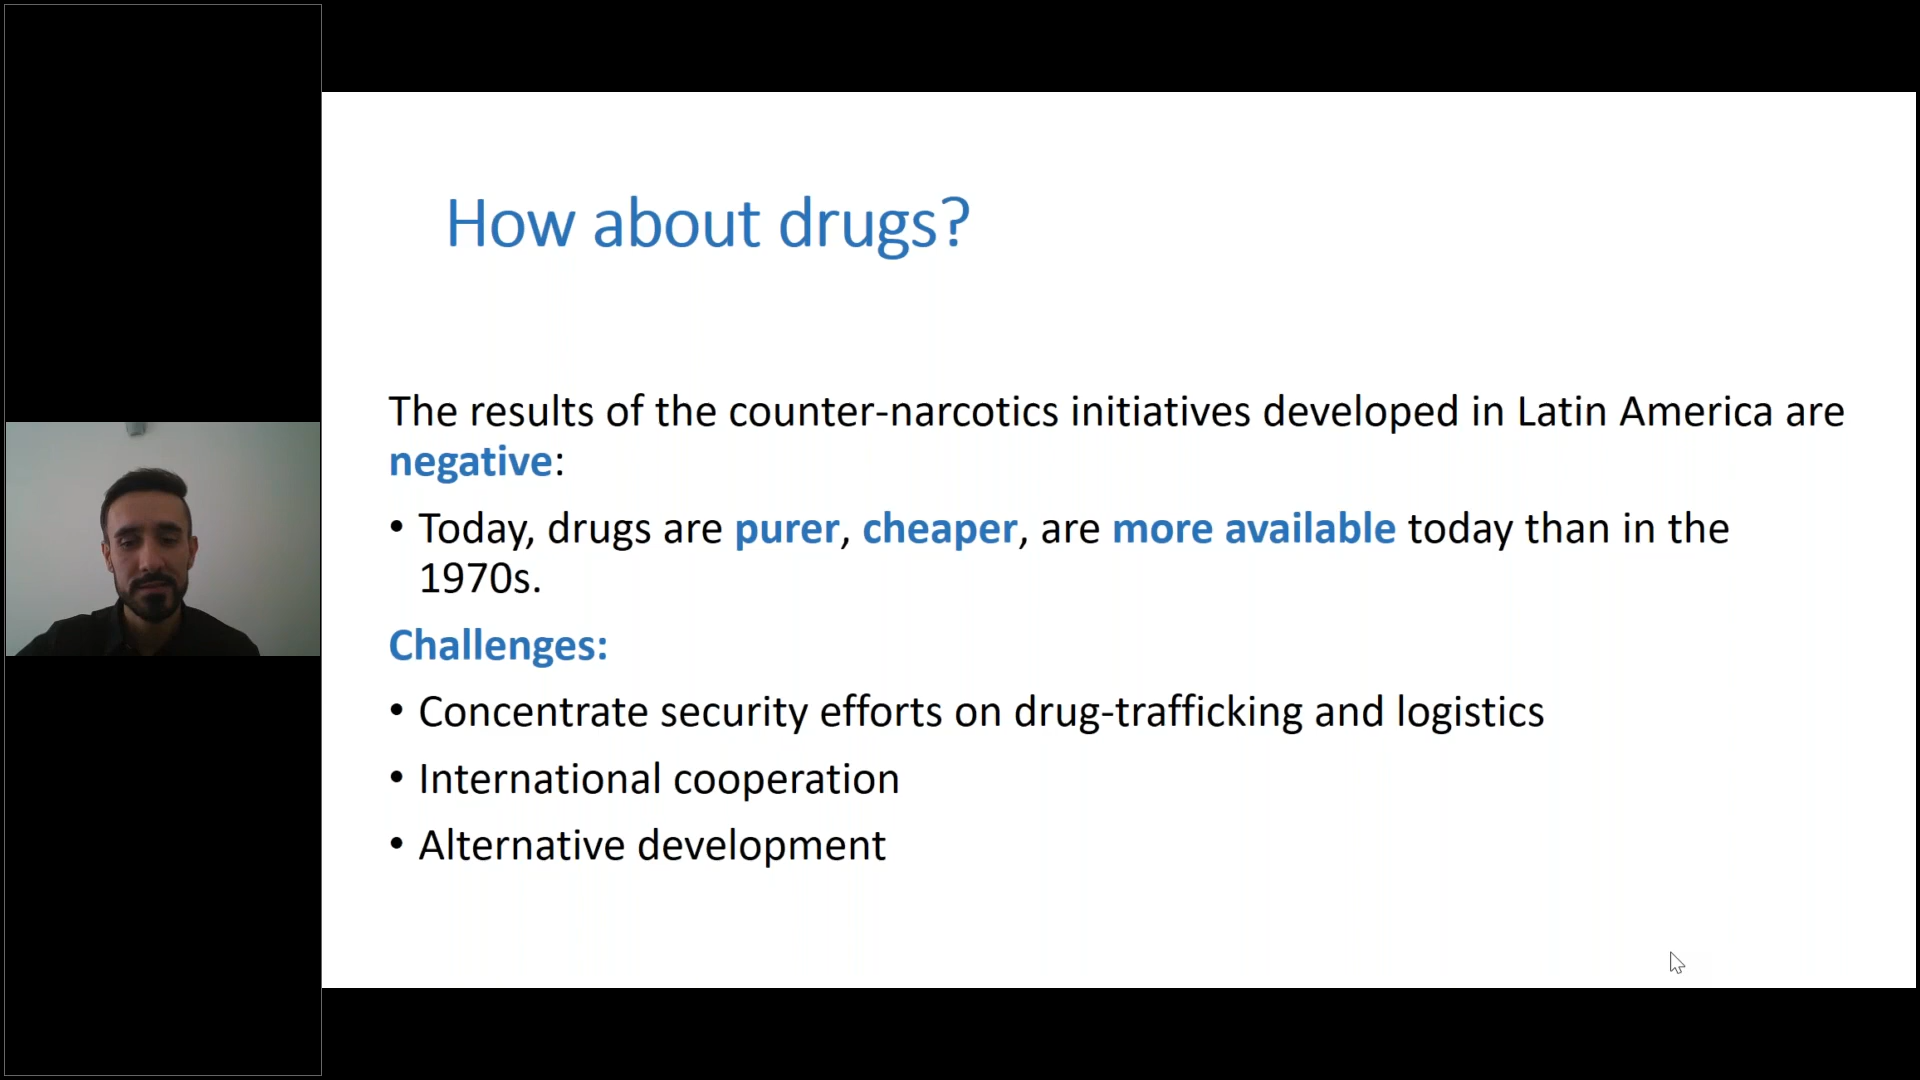 How about drugs?
The results of the counter-narcotics initiatives developed in Latin America are
negative:
• Today, drugs are purer, cheaper, are more available today than in the
1970s.
Challenges:
• Concentrate security efforts on drug-trafficking and logistics
• International cooperation
• Alternative development